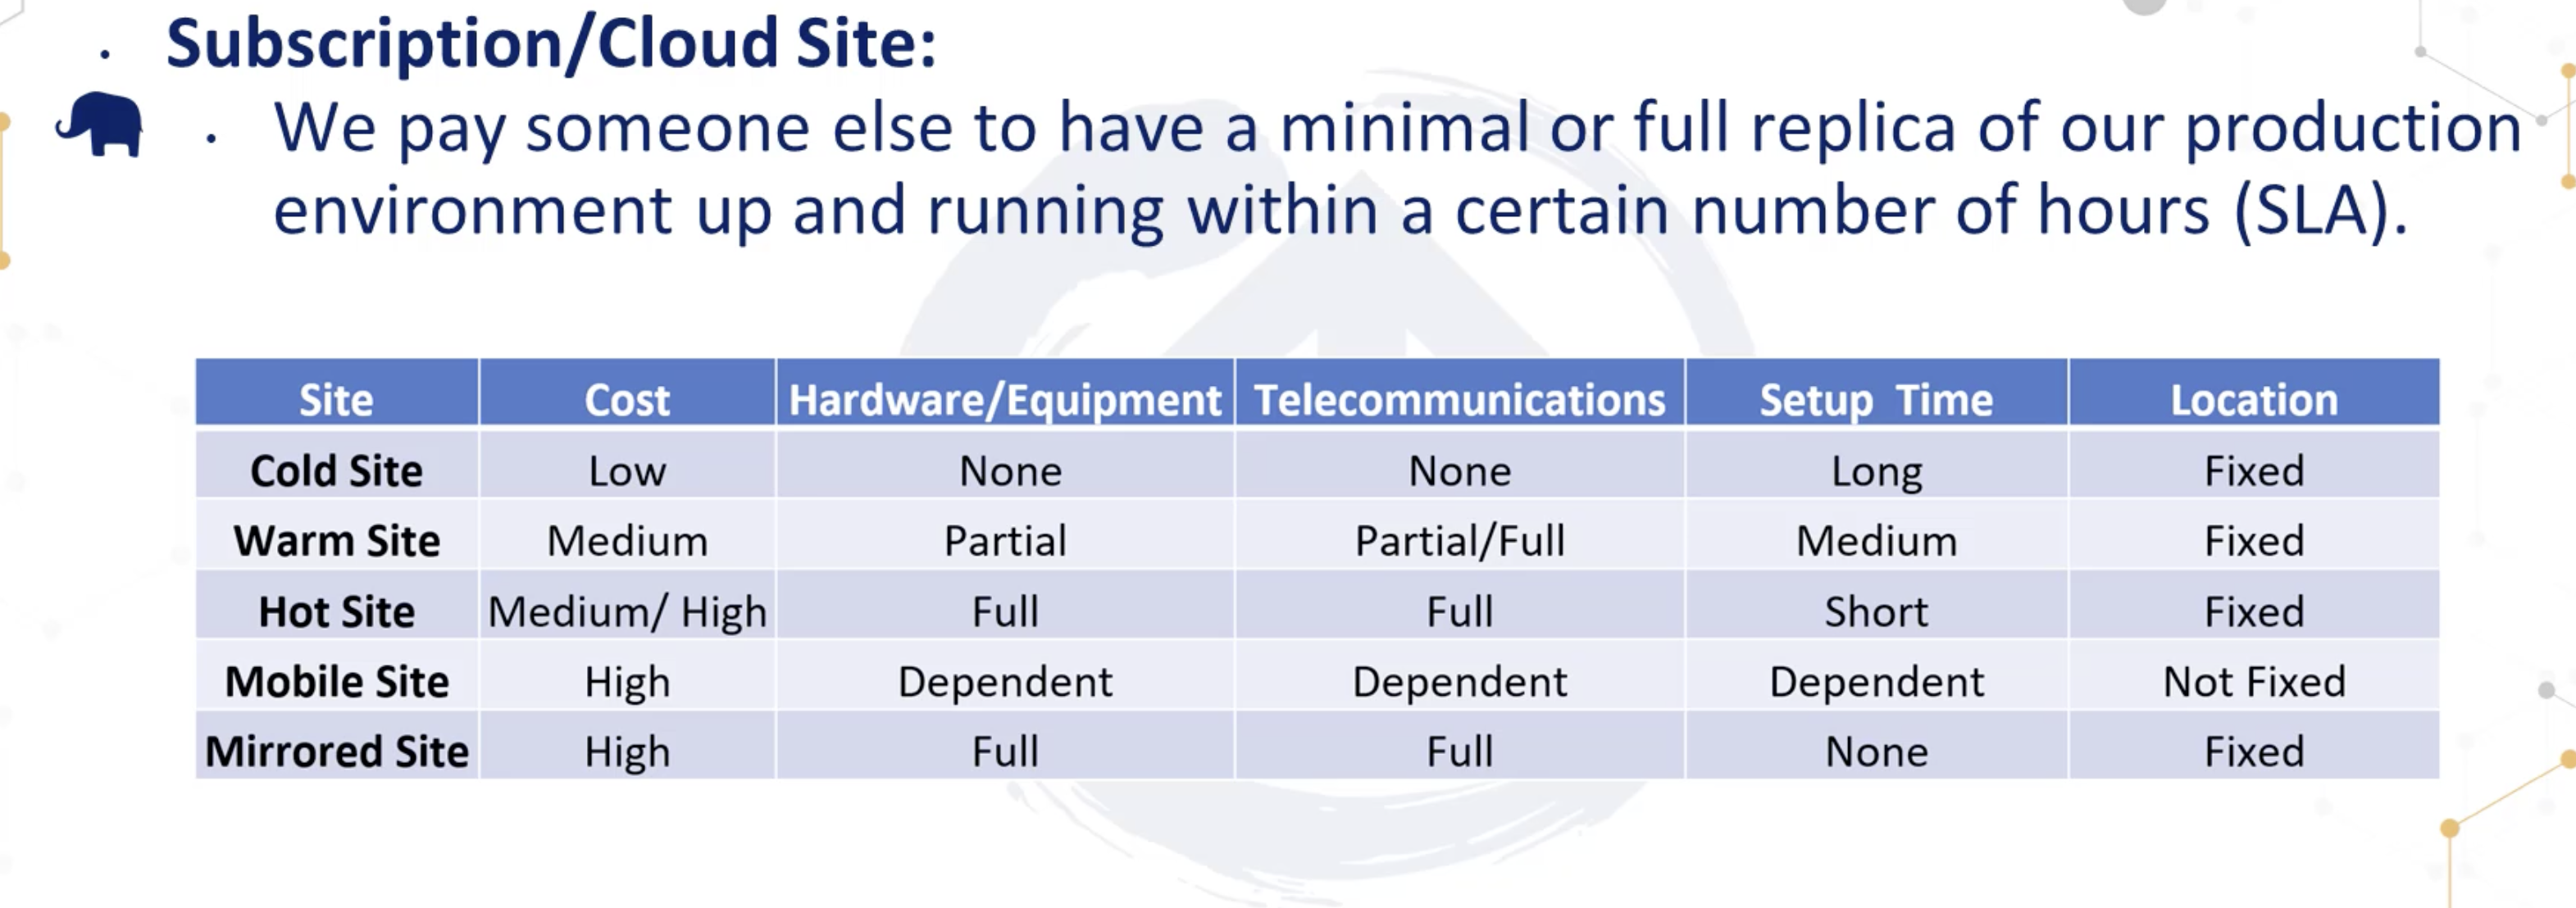 • Subscription/Cloud Site:
• We pay someone else to have a minimal or full replica of our production
environment up and running within a certain number of hours (SLA).
Site Cost Hardware/Equipment Telecommunications Setup Time Location
Cold Site Low None None Long Fixed
Warm Site Medium Partial Partial/Full Medium Fixed
Hot Site Medium/ High Full Full Short Fixed
Mobile Site High Dependent Dependent Dependent Not Fixed
Mirrored Site High Full Full None Fixed